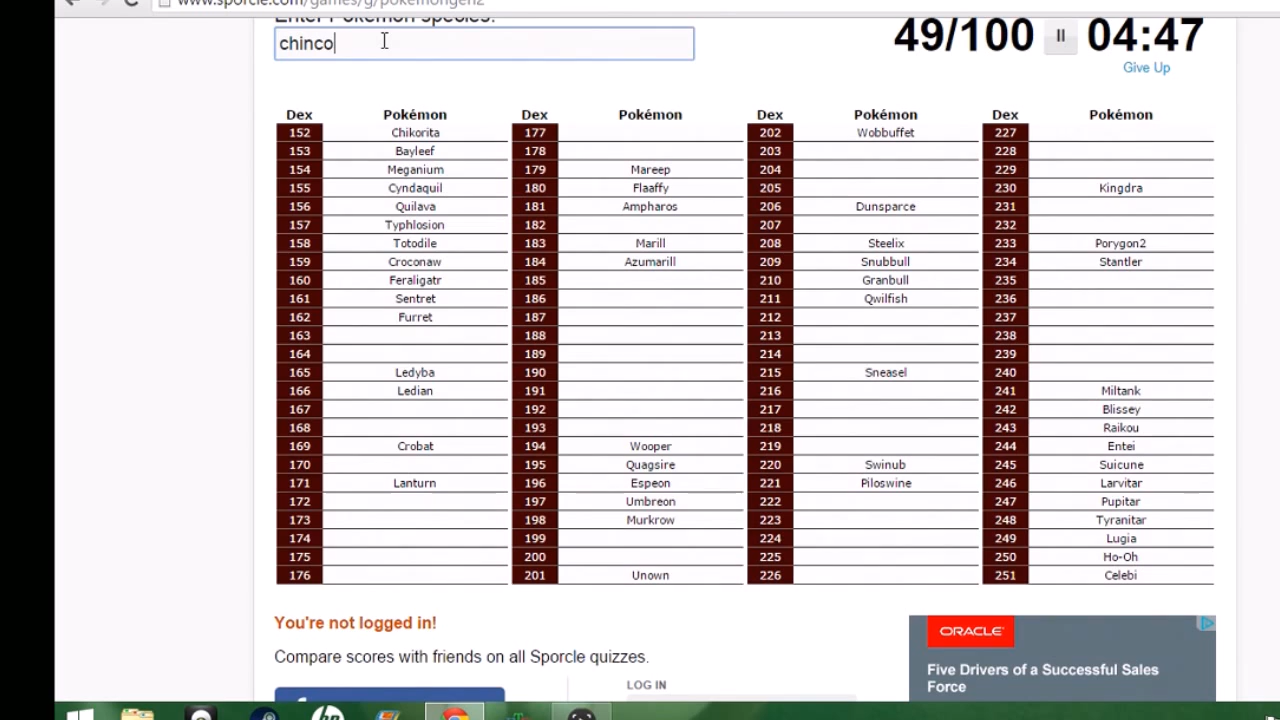 www.sporcle.com/games/g/pokemongen2
Enter Pokémon species:
chinco
49/100 04:47
Give Up
Dex Pokémon Dex Pokémon Dex Pokémon Dex Pokémon
152 Chikorita 177 202 Wobbuffet 227
153 Bayleef 178 203 228
154 Meganium 179 Mareep 204 229
155 Cyndaquil 180 Flaaffy 205 230 Kingdra
156 Quilava 181 Ampharos 206 Dunsparce 231
157 Typhlosion 182 207 232
158 Totodile 183 Marill 208 Steelix 233 Porygon2
159 Croconaw 184 Azumarill 209 Snubbull 234 Stantler
160 Feraligatr 185 210 Granbull 235
161 Sentret 186 211 Qwilfish 236
162 Furret 187 212 237
163 188 213 238
164 189 214 239
165 Ledyba 190 215 Sneasel 240
166 Ledian 191 216 241 Miltank
167 192 217 242 Blissey
168 193 218 243 Raikou
169 Crobat 194 Wooper 219 244 Entei
170 195 Quagsire 220 Swinub 245 Suicune
171 Lanturn 196 Espeon 221 Piloswine 246 Larvitar
172 197 Umbreon 222 247 Pupitar
173 198 Murkrow 223 248 Tyranitar
174 199 224 249 Lugia
175 200 225 250 Ho-Oh
176 201 Unown 226 251 Celebi
You're not logged in!
Compare scores with friends on all Sporcle quizzes.
LOG IN
ORACLE
Five Drivers of a Successful Sales
Force
hp